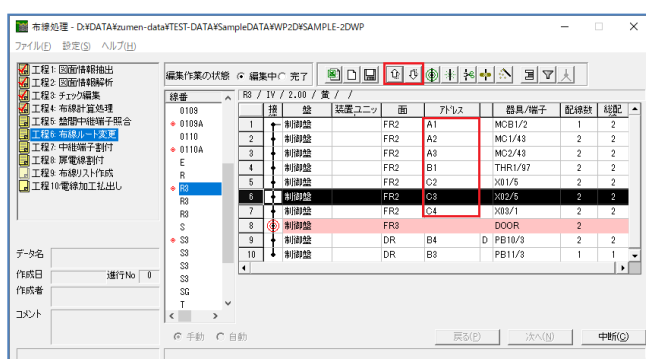 布線処理 - D:¥DATA¥zumen-data¥TEST-DATA¥SampleDATA¥WP2D¥SAMPLE-2DWP
ファイル(F) 設定(S) ヘルプ(H)
工程1: 図面情報抽出
工程2: 図面情報解析
工程3: チェック編集
工程4: 布線計算処理
工程5: 盤間中継端子照合
工程6: 布線ルート変更
工程7: 中継端子割付
工程8: 扉電線割付
工程9: 布線リスト作成
工程10:電線加工払出し
データ名
作成日 進行No 0
作成者
コメント
編集作業の状態 編集中 完了
線番
0109
0109A
0110
0110A
E
R
R3
R3
R3
S
S3
S3
S3
S3
SG
T
R3 / IV / 2.00 / 黄 / /
接 盤 装置ユニッ 面 アドレス 器具/端子 配線数 総配
1 制御盤 FR2 A1 MCB1/2 1 2
2 制御盤 FR2 A2 MC1/43 2 2
3 制御盤 FR2 A3 MC2/43 2 2
4 制御盤 FR2 B1 THR1/97 2 2
5 制御盤 FR2 C2 X01/5 2 2
6 制御盤 FR2 C3 X02/5 2 2
7 制御盤 FR2 C4 X03/1 2 2
8 制御盤 FR3 DOOR 2
9 制御盤 DR B4 D PB10/3 2 2
10 制御盤 DR B3 PB11/3 1 1
手動 自動
戻る(P) 次へ(N) 中断(C)